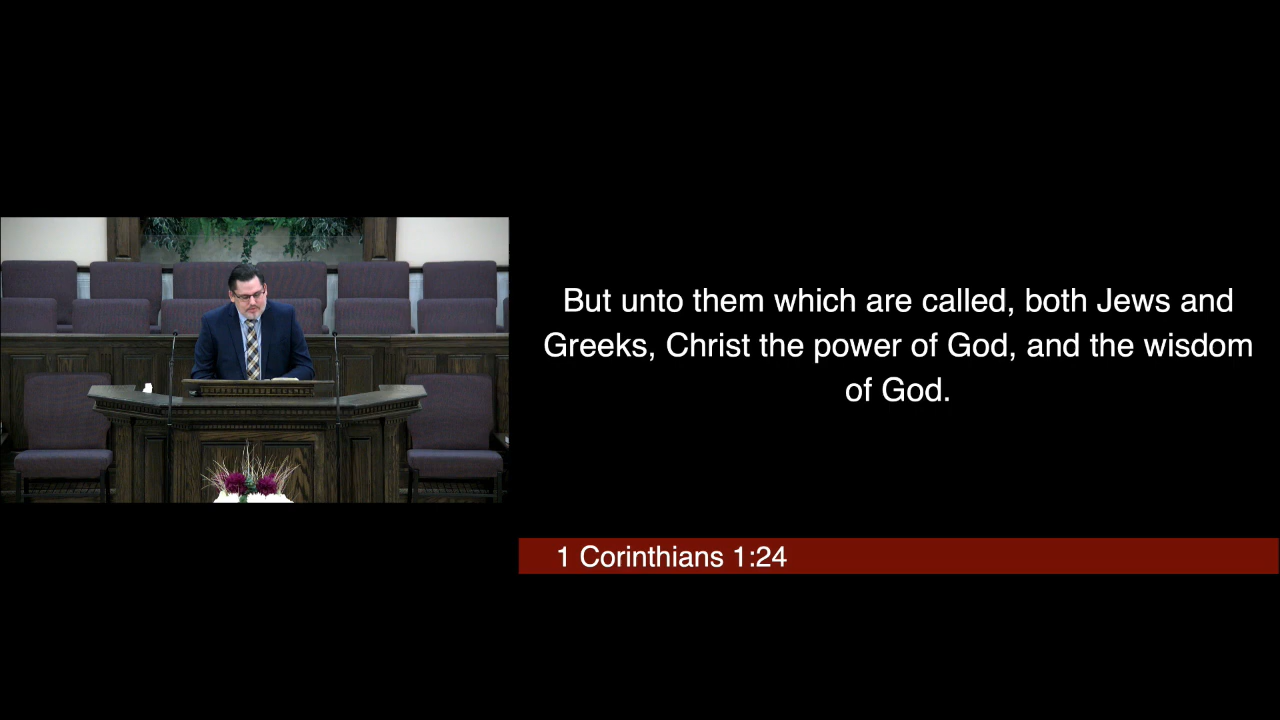 But unto them which are called, both Jews and
Greeks, Christ the power of God, and the wisdom
of God.
1 Corinthians 1:24